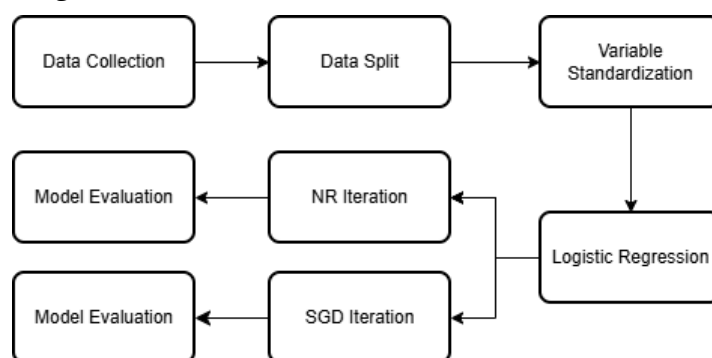 Data Collection
Data Split
Variable
Standardization
Model Evaluation
NR Iteration
Logistic Regression
Model Evaluation
SGD Iteration